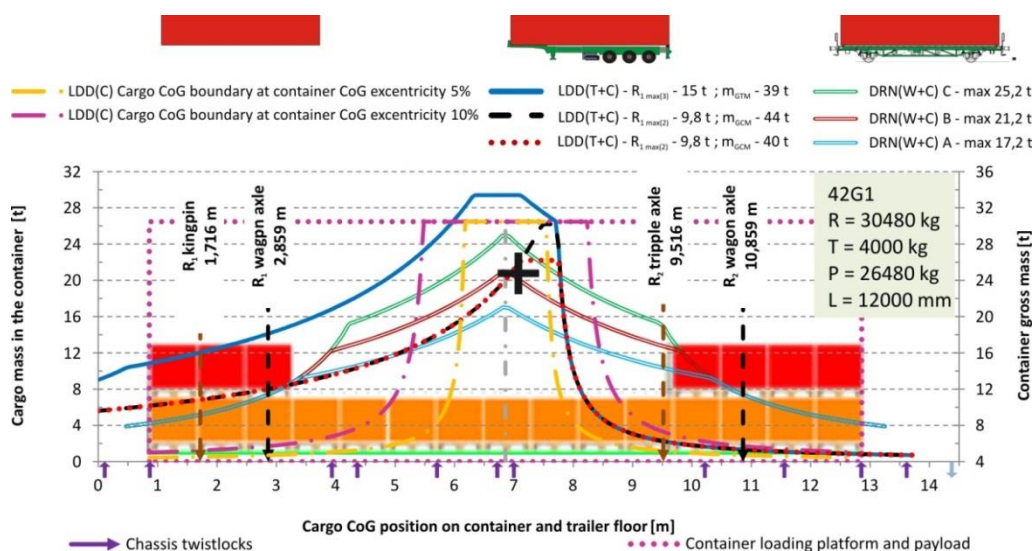 LDD(C) Cargo CoG boundary at container CoG excentricity 5%
LDD(C) Cargo CoG boundary at container CoG excentricity 10%
LDD(T+C) - R1 max(3) - 15 t ; mGTM - 39 t
LDD(T+C) - R1 max(2) - 9,8 t ; mGCM - 44 t
LDD(T+C) - R1 max(2) - 9,8 t ; mGCM - 40 t
DRN(W+C) C - max 25,2 t
DRN(W+C) B - max 21,2 t
DRN(W+C) A - max 17,2 t
Cargo mass in the container [t]
32
28
24
20
16
12
8
4
0
R1 kingpin
1,716 m
R1 wagpn axle
2,859 m
R2 tripple axle
9,516 m
R2 wagon axle
10,859 m
42G1
R = 30480 kg
T = 4000 kg
P = 26480 kg
L = 12000 mm
36
32
28
24
20
16
12
8
4
Container gross mass [t]
0 1 2 3 4 5 6 7 8 9 10 11 12 13 14
Cargo CoG position on container and trailer floor [m]
Chassis twistlocks
Container loading platform and payload